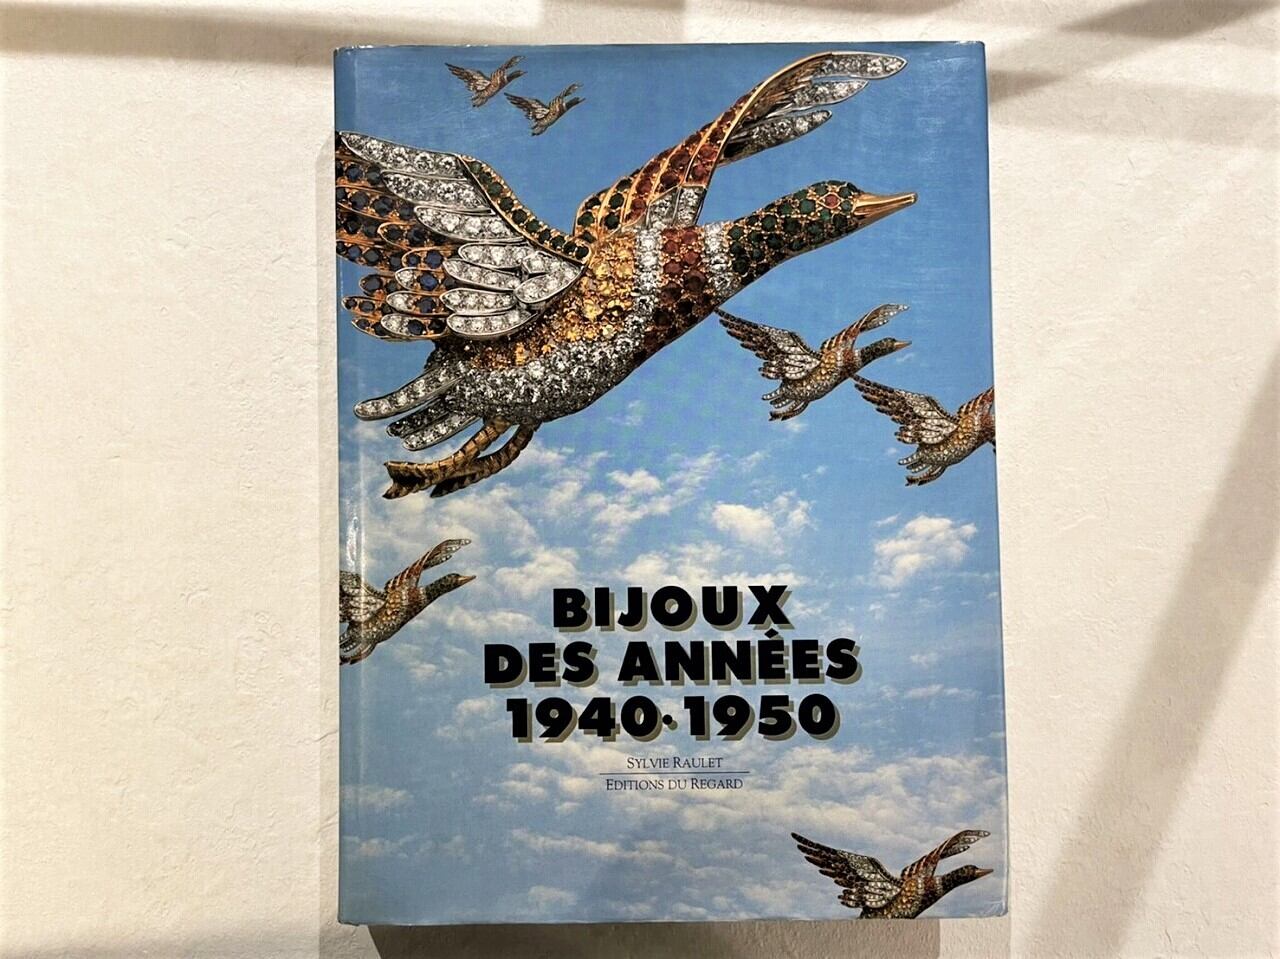 BIJOUX
DES ANNÉES
1940·1950
SYLVIE RAULET
EDITIONS DU REGARD